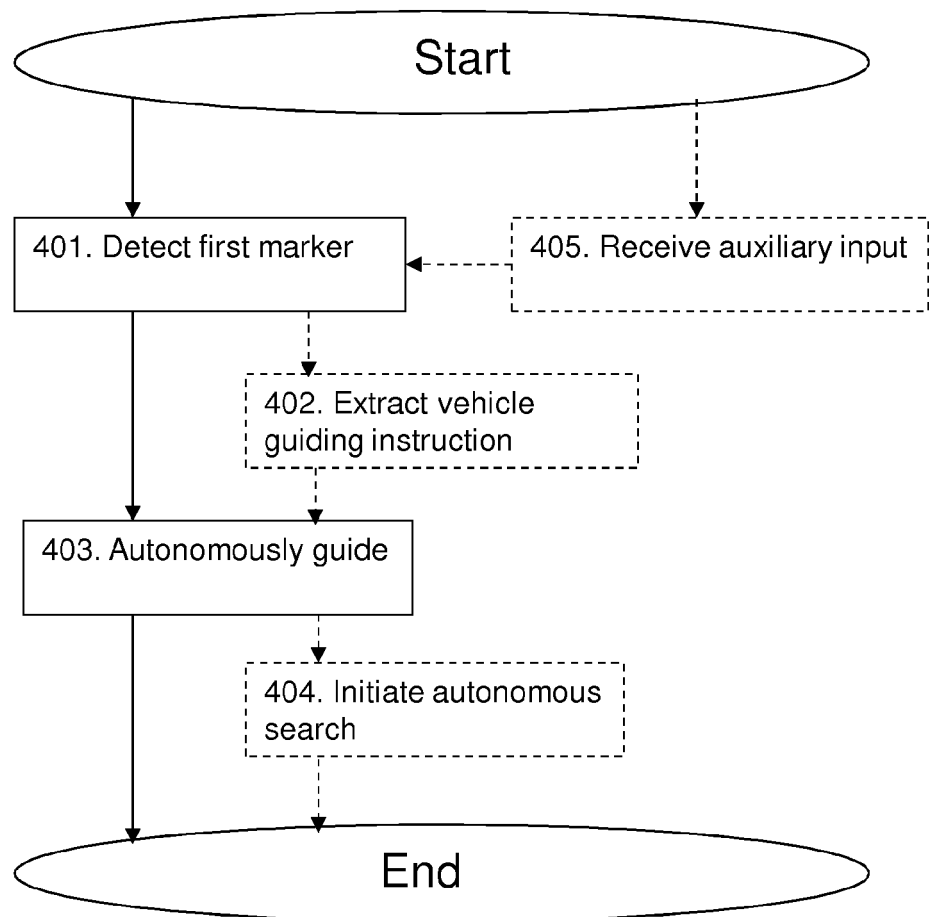 Start
401. Detect first marker
405. Receive auxiliary input
402. Extract vehicle
guiding instruction
403. Autonomously guide
404. Initiate autonomous
search
End